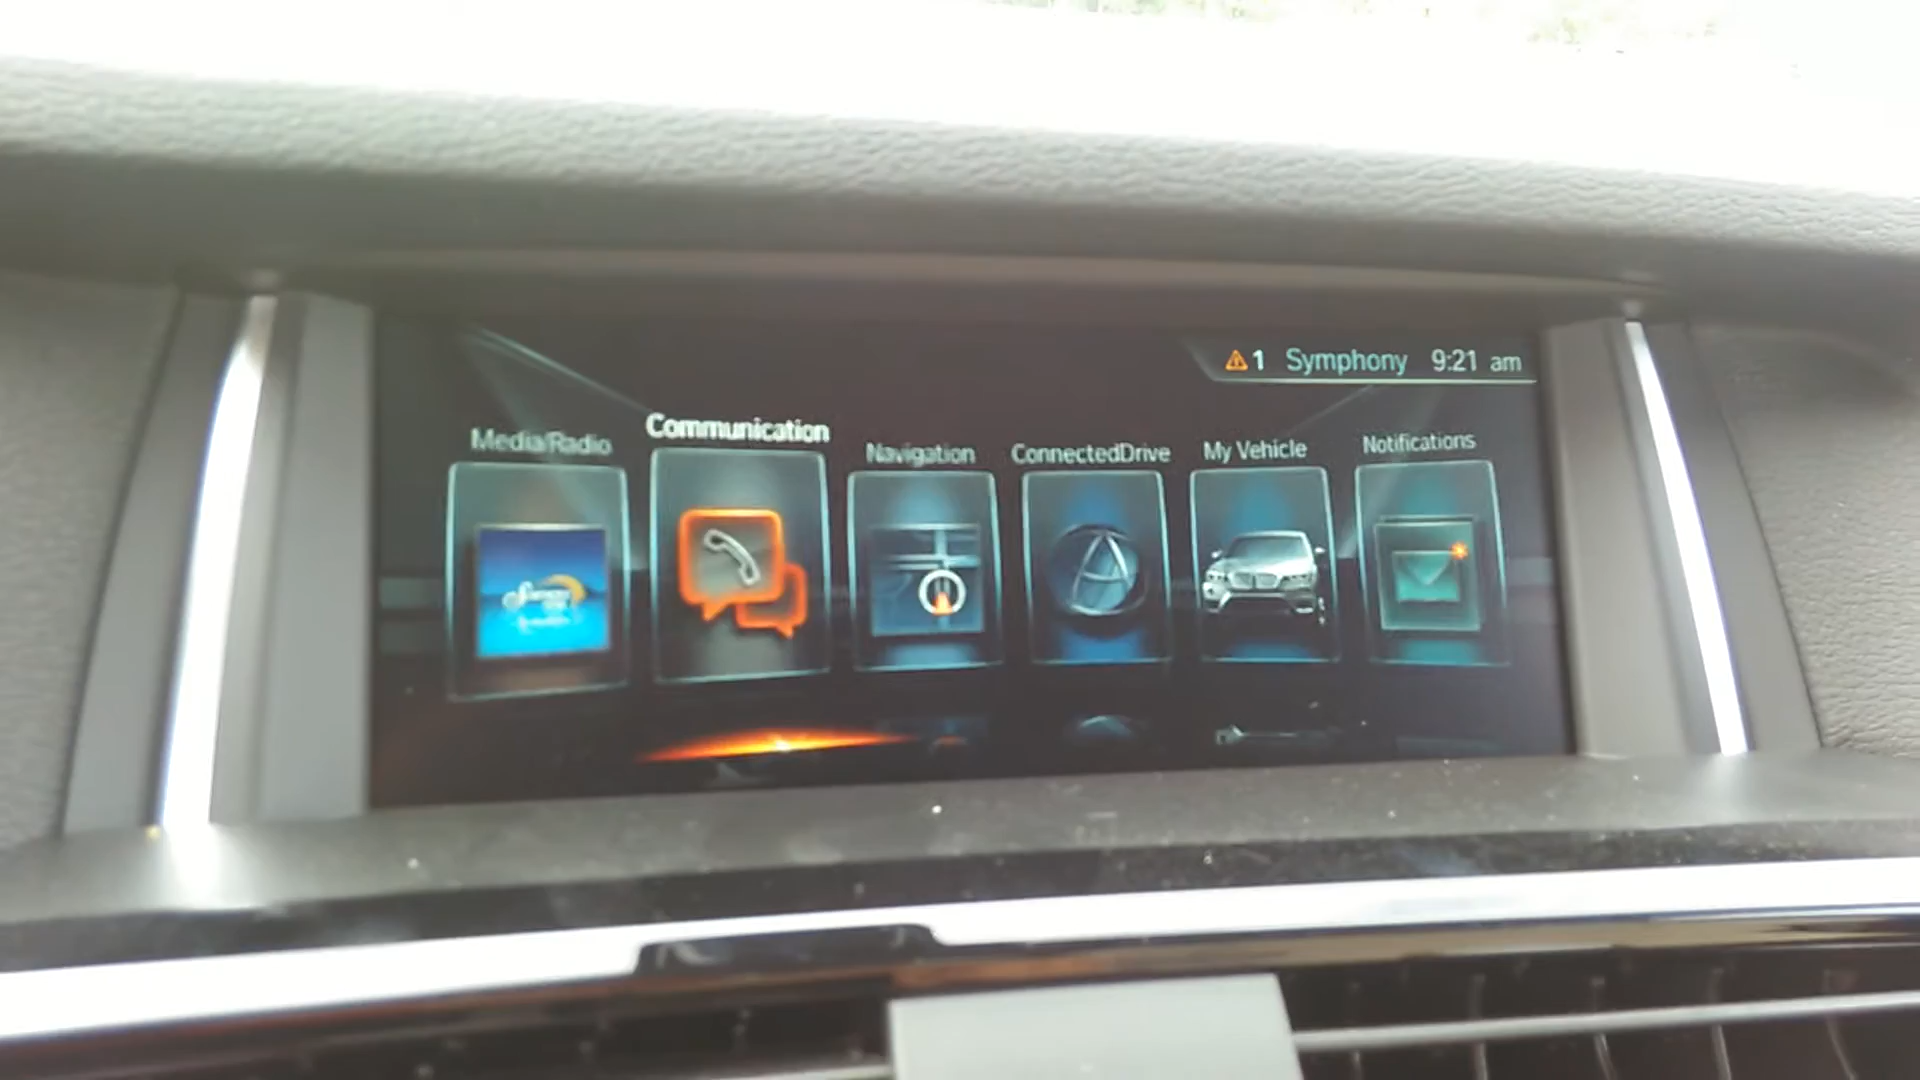 1 Symphony 9:21 am
Media/Radio
Communication
Navigation
ConnectedDrive
My Vehicle
Notifications